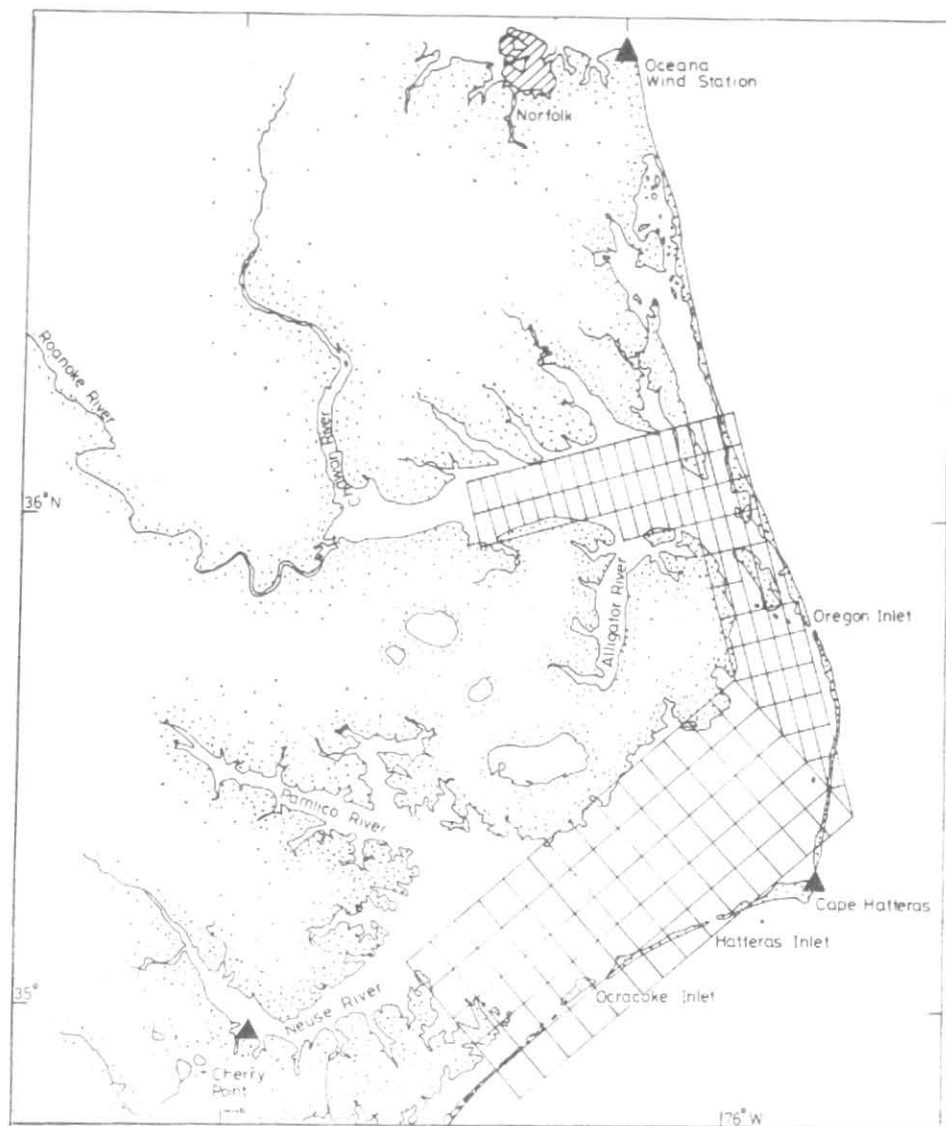 Oceana
Wind Station
Norfolk
Roanoke River
Chowan River
36° N
Alligator River
Oregon Inlet
Pamlico River
Cape Hatteras
Hatteras Inlet
Ocracoke Inlet
35°
Neuse River
Cherry
Point
76° W